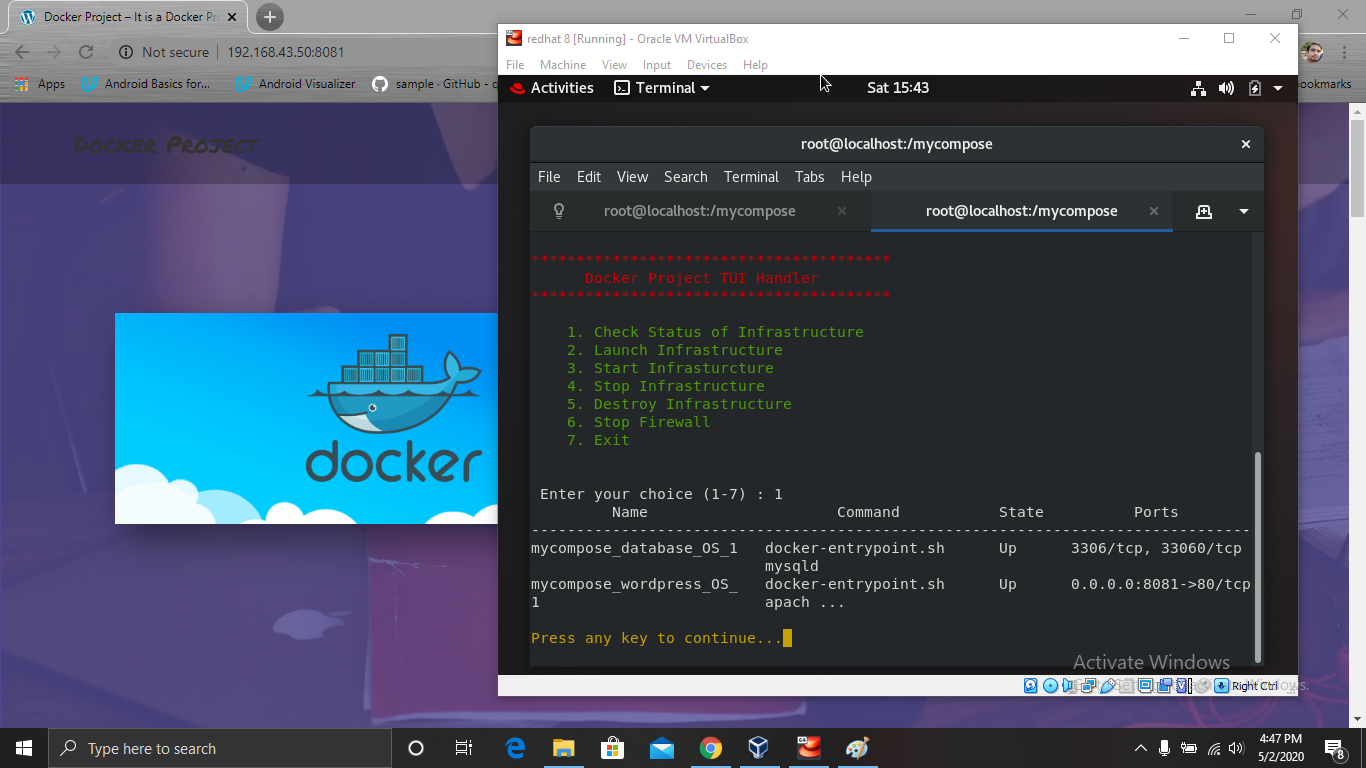 Docker Project – It is a Docker Pr
Not secure
192.168.43.50:8081
Apps
Android Basics for...
Android Visualizer
sample · GitHub
ookmarks
Docker Project
docker
redhat 8 [Running] - Oracle VM VirtualBox
File Machine View Input Devices Help
Activities Terminal Sat 15:43
root@localhost:/mycompose
File Edit View Search Terminal Tabs Help
root@localhost:/mycompose root@localhost:/mycompose
****************************************
Docker Project TUI Handler
****************************************
1. Check Status of Infrastructure
2. Launch Infrastructure
3. Start Infrasturcture
4. Stop Infrastructure
5. Destroy Infrastructure
6. Stop Firewall
7. Exit
Enter your choice (1-7) : 1
Name Command State Ports
--------------------------------------------------------------------------------
mycompose_database_OS_1 docker-entrypoint.sh Up 3306/tcp, 33060/tcp
mysqld
mycompose_wordpress_OS_ docker-entrypoint.sh Up 0.0.0.0:8081->80/tcp
1 apach ...
Press any key to continue...
Activate Windows
Right Ctrl
Type here to search
4:47 PM
5/2/2020
8